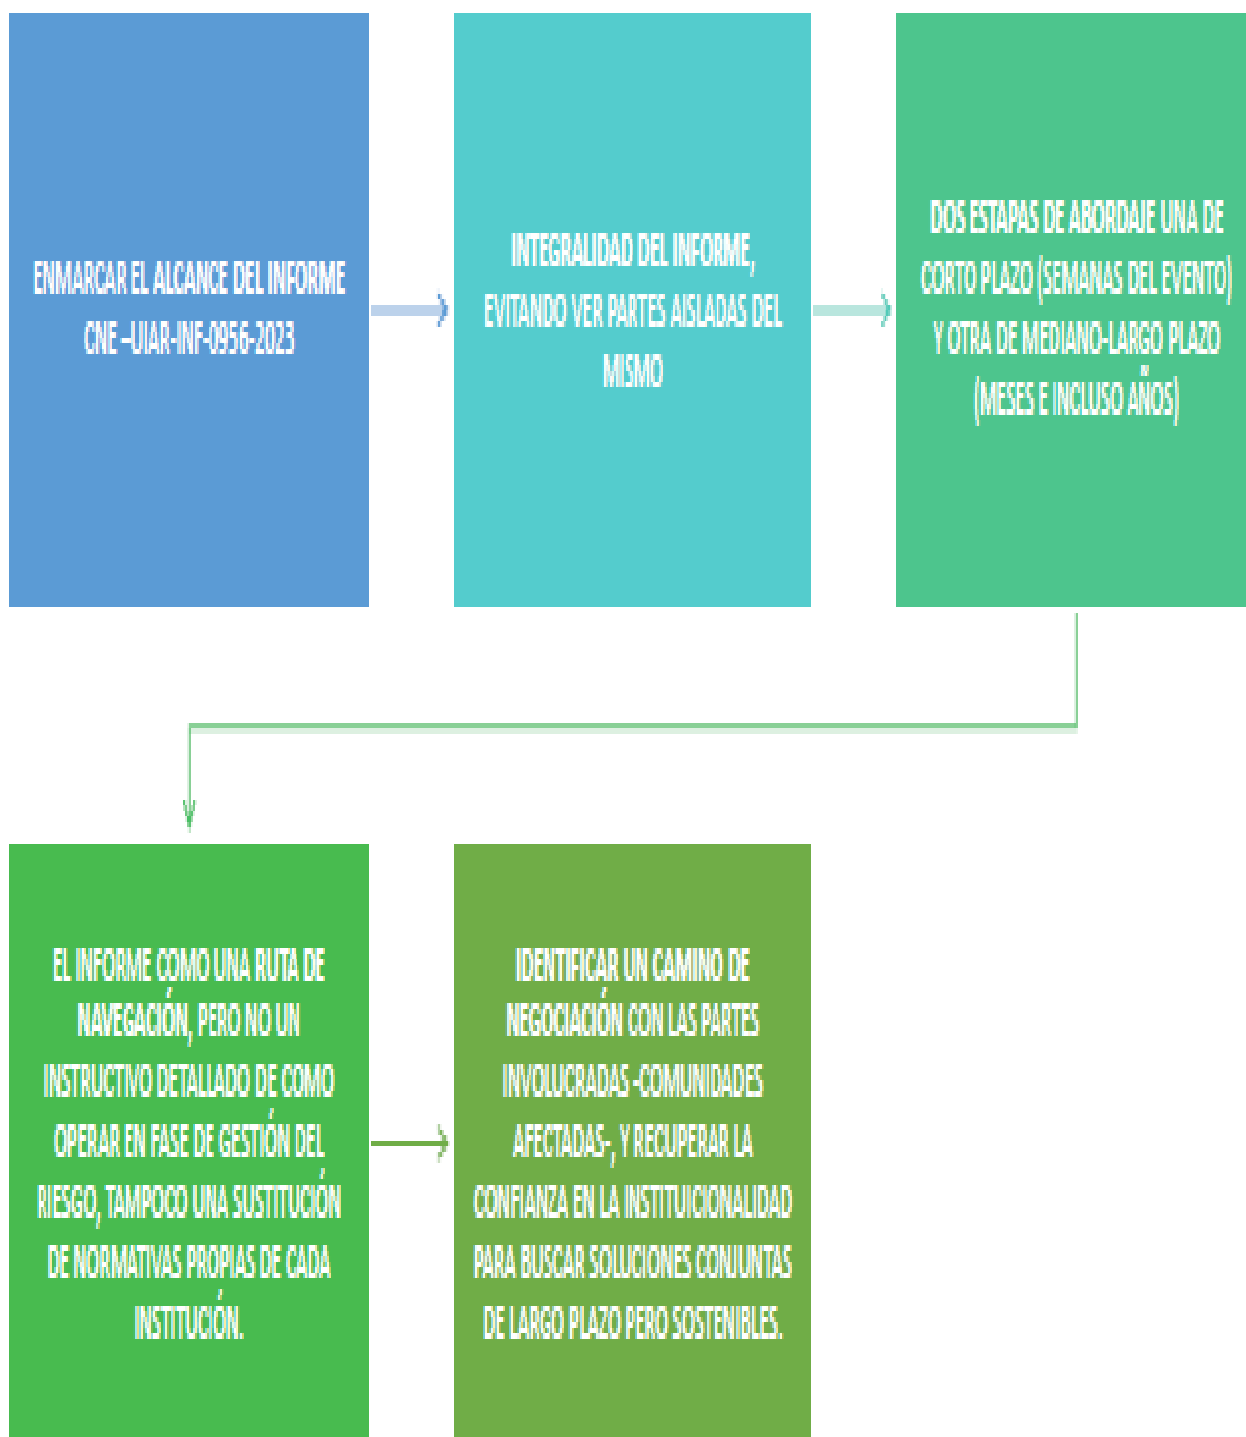 ENMARCAR EL ALCANCE DEL INFORME
CNE –UIAR-INF-0956-2023
INTEGRALIDAD DEL INFORME,
EVITANDO VER PARTES AISLADAS DEL
MISMO
DOS ESTAPAS DE ABORDAJE UNA DE
CORTO PLAZO (SEMANAS DEL EVENTO)
Y OTRA DE MEDIANO-LARGO PLAZO
(MESES E INCLUSO AÑOS)
EL INFORME COMO UNA RUTA DE
NAVEGACIÓN, PERO NO UN
INSTRUCTIVO DETALLADO DE COMO
OPERAR EN FASE DE GESTIÓN DEL
RIESGO, TAMPOCO UNA SUSTITUCIÓN
DE NORMATIVAS PROPIAS DE CADA
INSTITUCIÓN.
IDENTIFICAR UN CAMINO DE
NEGOCIACIÓN CON LAS PARTES
INVOLUCRADAS -COMUNIDADES
AFECTADAS-, Y RECUPERAR LA
CONFIANZA EN LA INSTITUICIONALIDAD
PARA BUSCAR SOLUCIONES CONJUNTAS
DE LARGO PLAZO PERO SOSTENIBLES.